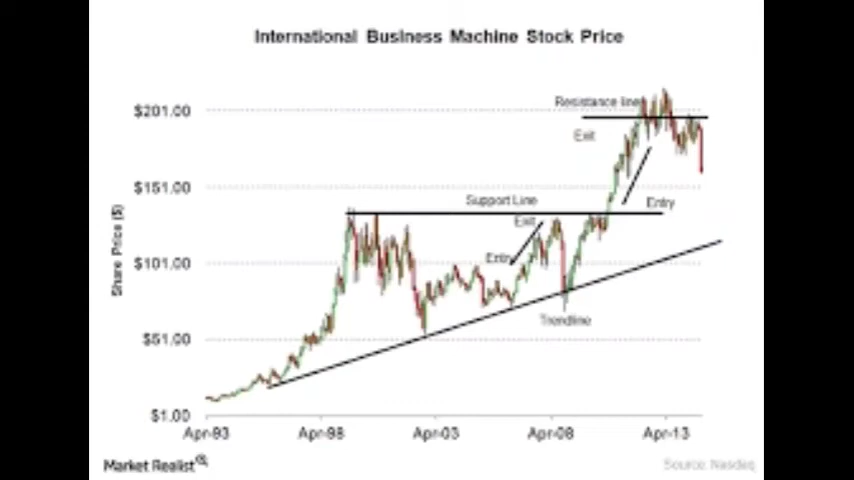 International Business Machine Stock Price
Share Price ($)
$201.00
$151.00
$101.00
$51.00
$1.00
Resistance line
Exit
Support Line
Entry
Exit
Entry
Trendline
Apr-93
Apr-98
Apr-03
Apr-08
Apr-13
Market Realist
Source: Nasdaq